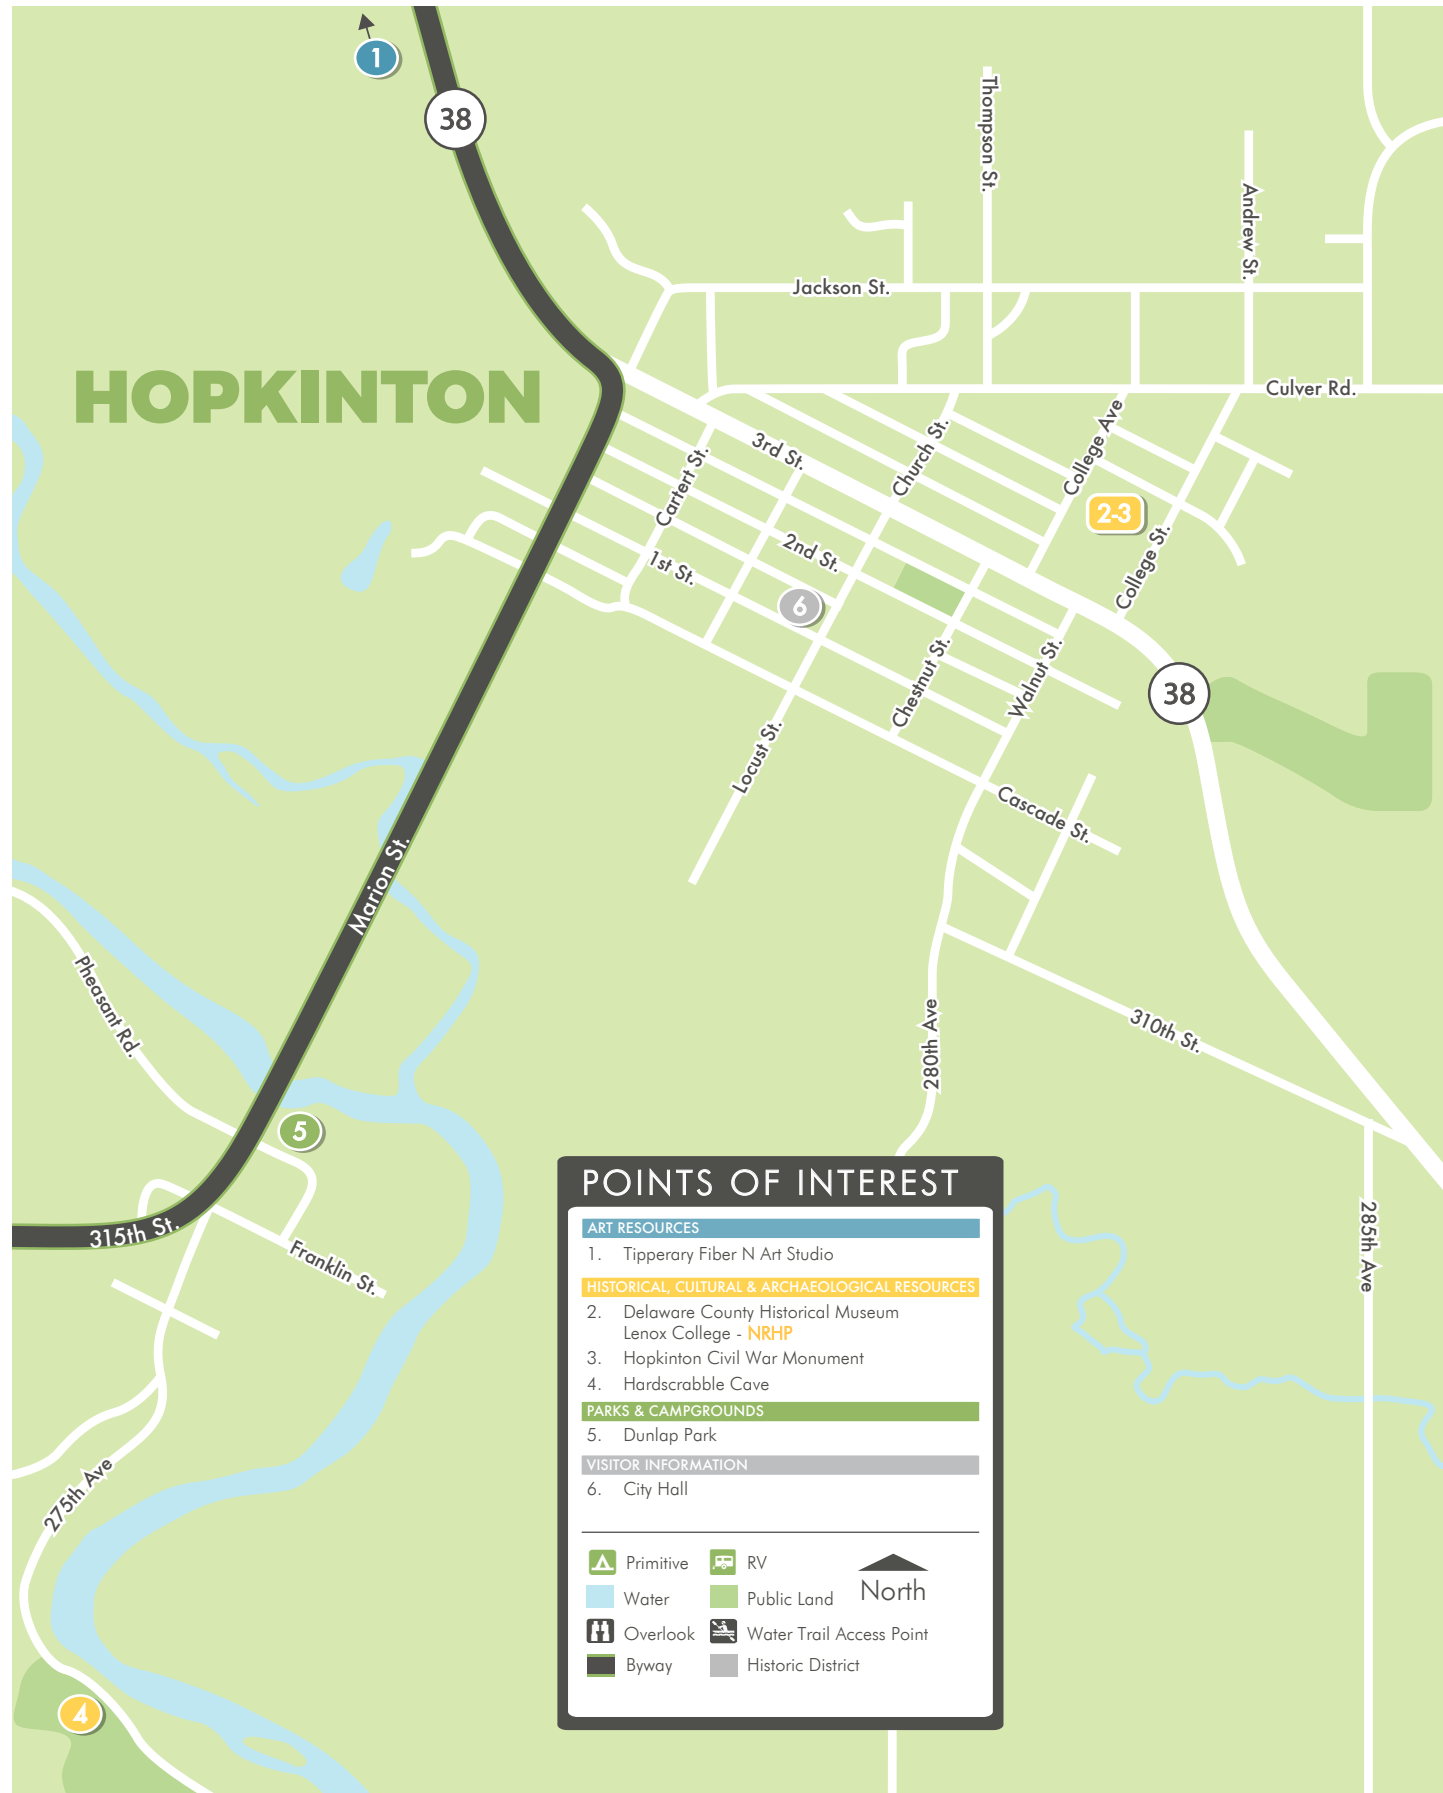 1
38
Thompson St.
Andrew St.
Jackson St.
HOPKINTON
Culver Rd.
3rd St.
Church St.
College Ave
Cartert St.
2-3
2nd St.
1st St.
College St.
6
Chestnut St.
Walnut St.
38
Locust St.
Cascade St.
Marion St.
Pheasant Rd.
280th Ave
310th St.
5
315th St.
Franklin St.
285th Ave
275th Ave
4
POINTS OF INTEREST
ART RESOURCES
1. Tipperary Fiber N Art Studio
HISTORICAL, CULTURAL & ARCHAEOLOGICAL RESOURCES
2. Delaware County Historical Museum
Lenox College - NRHP
3. Hopkinton Civil War Monument
4. Hardscrabble Cave
PARKS & CAMPGROUNDS
5. Dunlap Park
VISITOR INFORMATION
6. City Hall
Primitive RV
North
Water Public Land
Overlook Water Trail Access Point
Byway Historic District